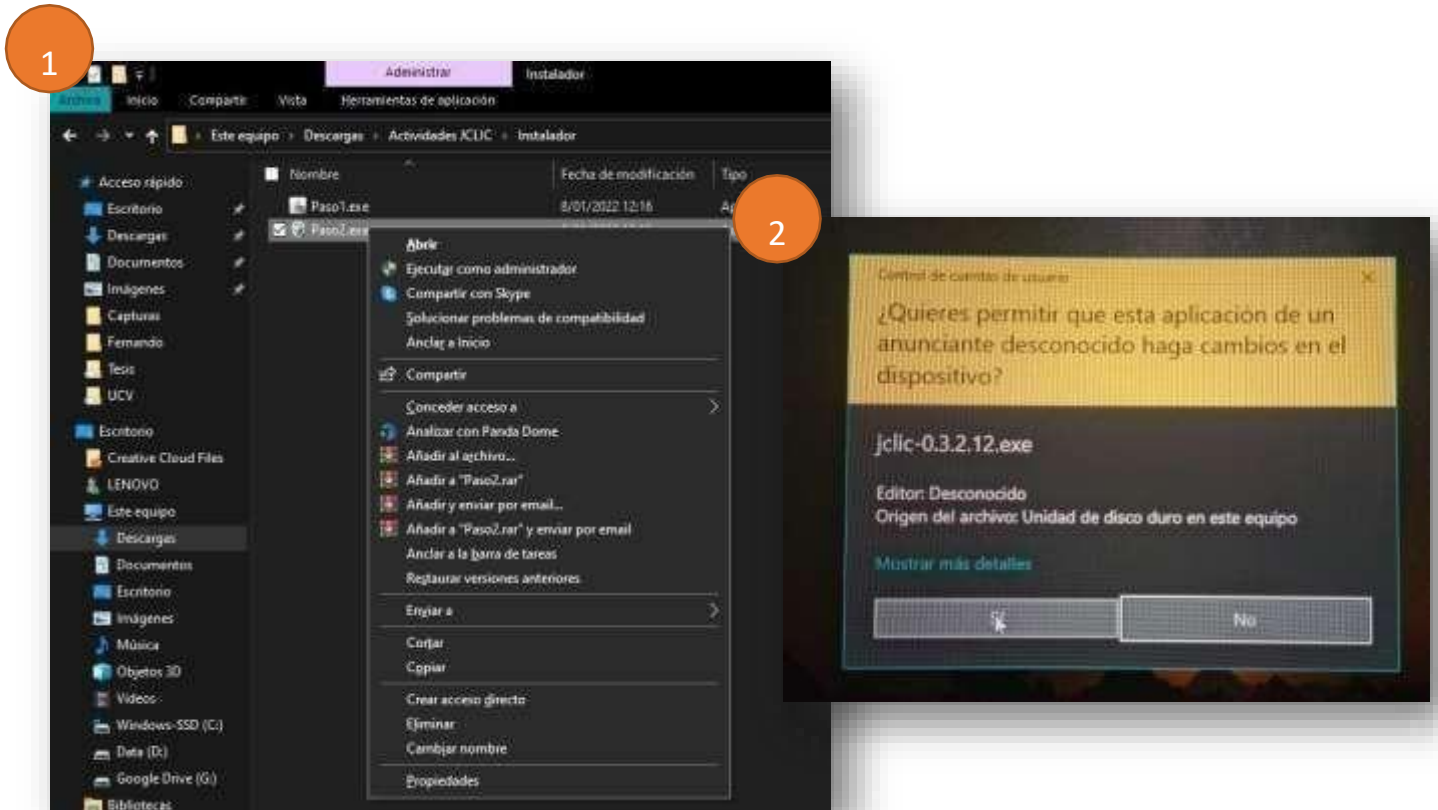 1
Administrar
Instalador
Archivo Inicio Compartir Vista Herramientas de aplicación
Este equipo Descargas Actividades JCLIC Instalador
Nombre Fecha de modificación Tipo
Acceso rápido
Escritorio
Descargas
Documentos
Imágenes
Capturas
Fernando
Tesis
UCV
Escritorio
Creative Cloud Files
LENOVO
Este equipo
Descargas
Documentos
Escritorio
Imágenes
Música
Objetos 3D
Videos
Windows-SSD (C:)
Data (D:)
Google Drive (G:)
Bibliotecas
Paso1.exe 8/01/2022 12:16
Paso2.exe
Abrir
Ejecutar como administrador
Compartir con Skype
Solucionar problemas de compatibilidad
Anclar a Inicio
Compartir
Conceder acceso a
Analizar con Panda Dome
Añadir al archivo...
Añadir a "Paso2.rar"
Añadir y enviar por email...
Añadir a "Paso2.rar" y enviar por email
Anclar a la barra de tareas
Restaurar versiones anteriores
Enviar a
Cortar
Copiar
Crear acceso directo
Eliminar
Cambiar nombre
Propiedades
2
Control de cuentas de usuario
¿Quieres permitir que esta aplicación de un
anunciante desconocido haga cambios en el
dispositivo?
jclic-0.3.2.12.exe
Editor: Desconocido
Origen del archivo: Unidad de disco duro en este equipo
Mostrar más detalles
Sí
No